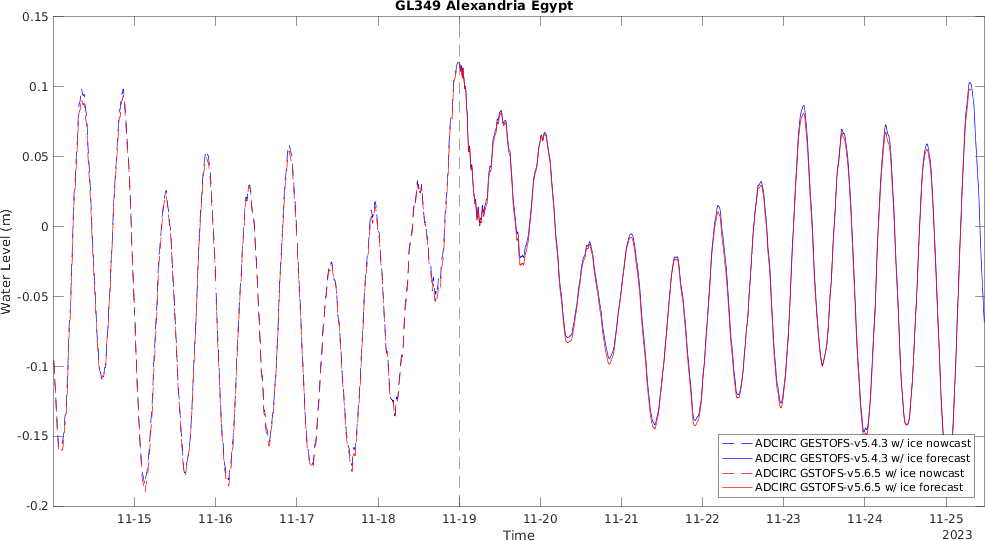 GL349 Alexandria Egypt
0.15
0.1
0.05
0
-0.05
-0.1
-0.15
-0.2
Water Level (m)
11-15
11-16
11-17
11-18
11-19
11-20
11-21
11-22
11-23
11-24
11-25
2023
Time
ADCIRC GESTOFS-v5.4.3 w/ ice nowcast
ADCIRC GESTOFS-v5.4.3 w/ ice forecast
ADCIRC GSTOFS-v5.6.5 w/ ice nowcast
ADCIRC GSTOFS-v5.6.5 w/ ice forecast